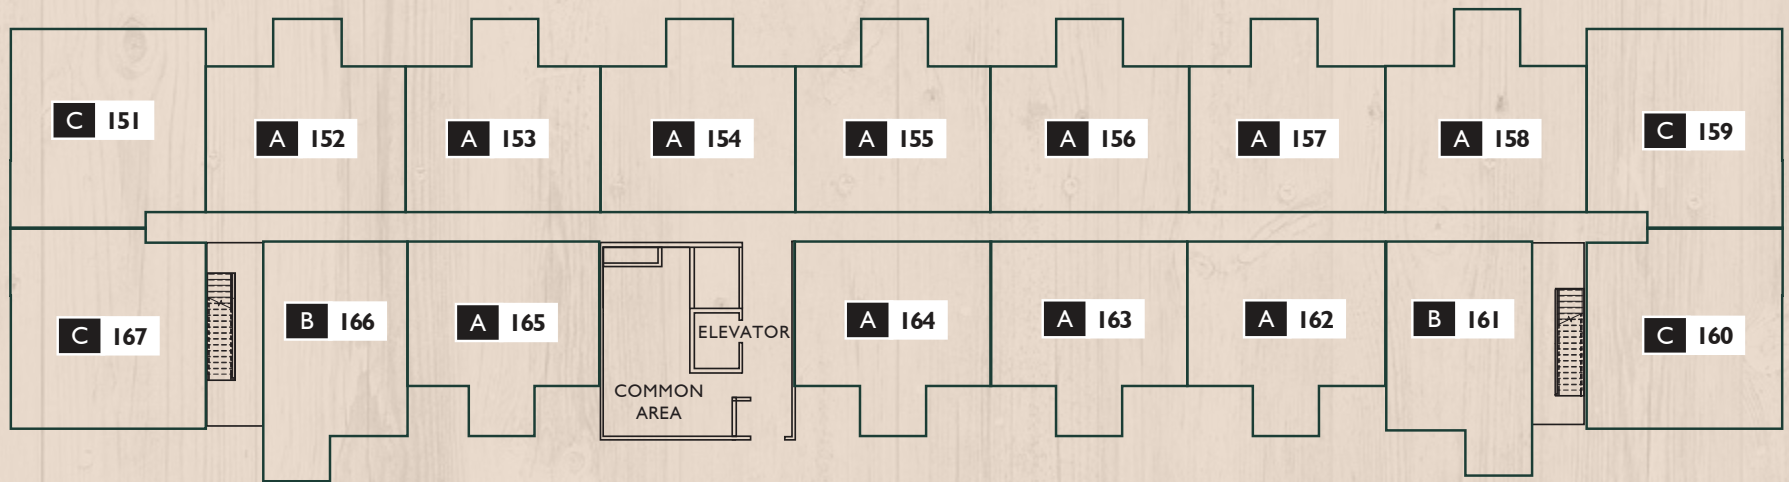 C 151
A 152
A 153
A 154
A 155
A 156
A 157
A 158
C 159
C 167
B 166
A 165
ELEVATOR
COMMON
AREA
A 164
A 163
A 162
B 161
C 160